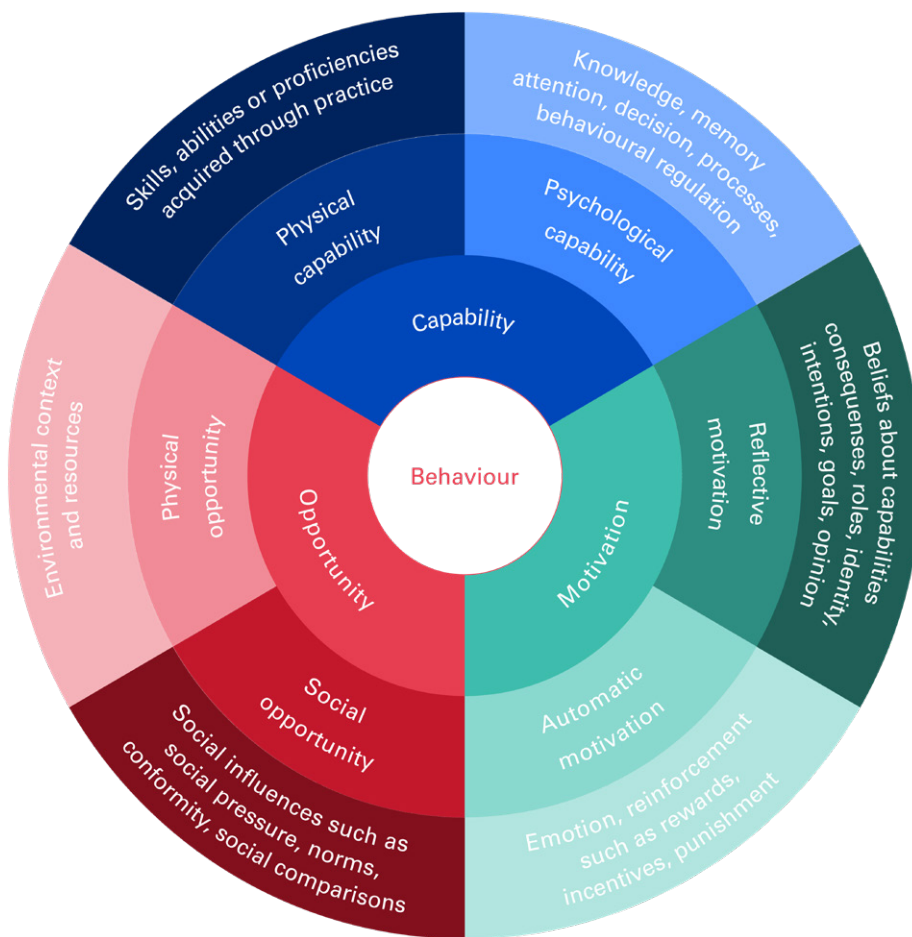 Behaviour
Capability
Physical
capability
Skills, abilities or proficiencies
acquired through practice
Psychological
capability
Knowledge, memory
attention, decision, processes,
behavioural regulation
Motivation
Reflective
motivation
Beliefs about capabilities
consequences, roles, identity,
intentions, goals, opinion
Automatic
motivation
Emotion, reinforcement
such as rewards,
incentives, punishment
Opportunity
Social
opportunity
Social influences such as
social pressure, norms,
conformity, social comparisons
Physical
opportunity
Environmental context
and resources